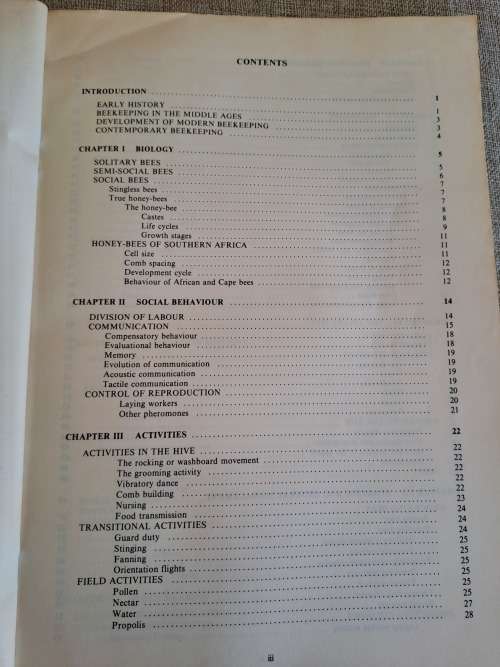 CONTENTS
INTRODUCTION ........ 1
EARLY HISTORY ........ 1
BEEKEEPING IN THE MIDDLE AGES ........ 3
DEVELOPMENT OF MODERN BEEKEEPING ........ 3
CONTEMPORARY BEEKEEPING ........ 4
CHAPTER I BIOLOGY ........ 5
SOLITARY BEES ........ 5
SEMI-SOCIAL BEES ........ 6
SOCIAL BEES ........ 7
Stingless bees ........ 7
True honey-bees ........ 7
The honey-bee ........ 8
Castes ........ 8
Life cycles ........ 9
Growth stages ........ 11
HONEY-BEES OF SOUTHERN AFRICA ........ 11
Cell size ........ 11
Comb spacing ........ 12
Development cycle ........ 12
Behaviour of African and Cape bees ........ 12
CHAPTER II SOCIAL BEHAVIOUR ........ 14
DIVISION OF LABOUR ........ 14
COMMUNICATION ........ 15
Compensatory behaviour ........ 18
Evaluational behaviour ........ 18
Memory ........ 19
Evolution of communication ........ 19
Acoustic communication ........ 19
Tactile communication ........ 19
CONTROL OF REPRODUCTION ........ 20
Laying workers ........ 20
Other pheromones ........ 21
CHAPTER III ACTIVITIES ........ 22
ACTIVITIES IN THE HIVE ........ 22
The rocking or washboard movement ........ 22
The grooming activity ........ 22
Vibratory dance ........ 22
Comb building ........ 22
Nursing ........ 23
Food transmission ........ 24
TRANSITIONAL ACTIVITIES ........ 24
Guard duty ........ 24
Stinging ........ 25
Fanning ........ 25
Orientation flights ........ 25
FIELD ACTIVITIES ........ 25
Pollen ........ 25
Nectar ........ 25
Water ........ 27
Propolis ........ 28
iii